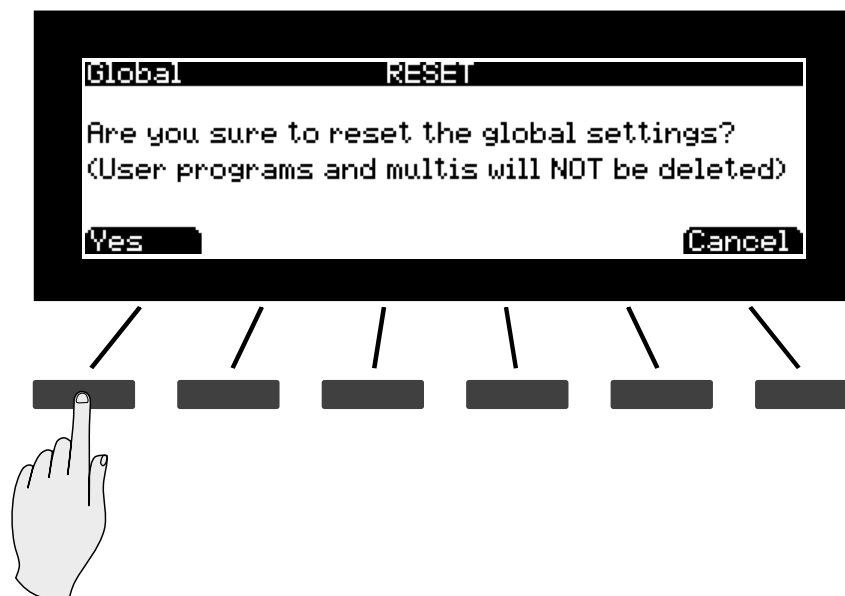 Global RESET
Are you sure to reset the global settings?
(User programs and multis will NOT be deleted)
Yes Cancel